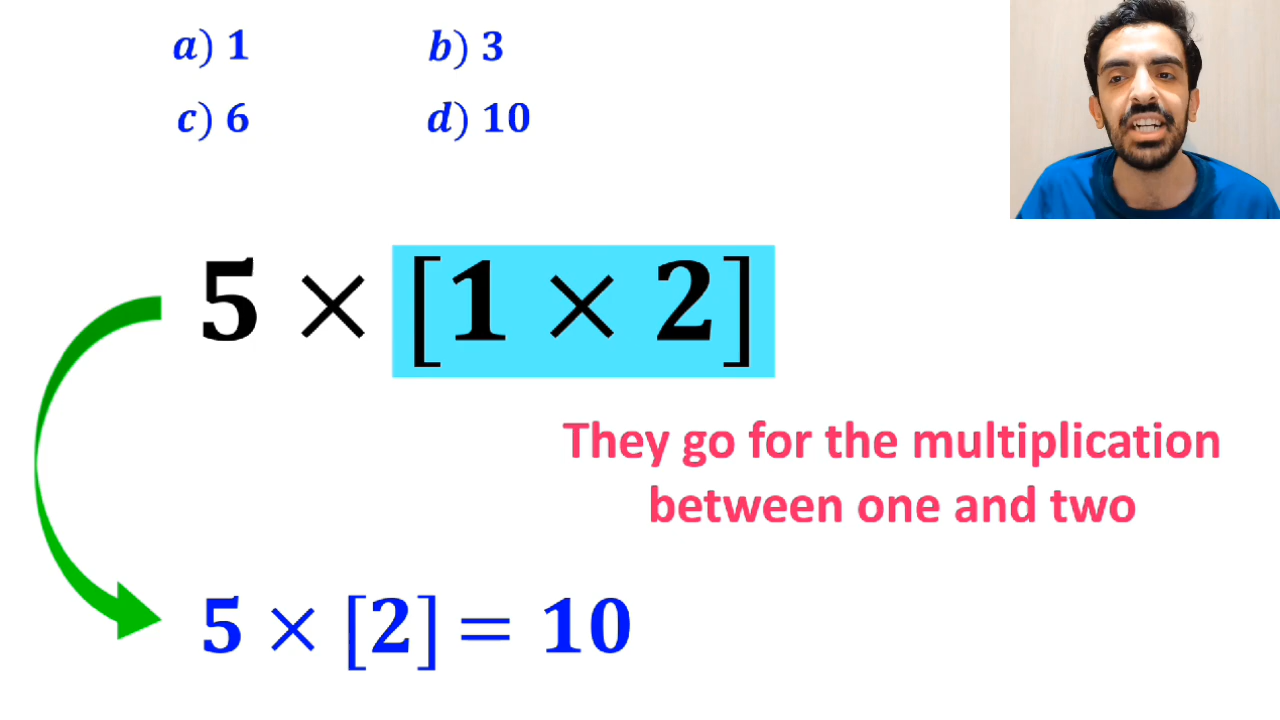 a) 1 b) 3
c) 6 d) 10
5 × [1 × 2]
They go for the multiplication
between one and two
5 × [2] = 10